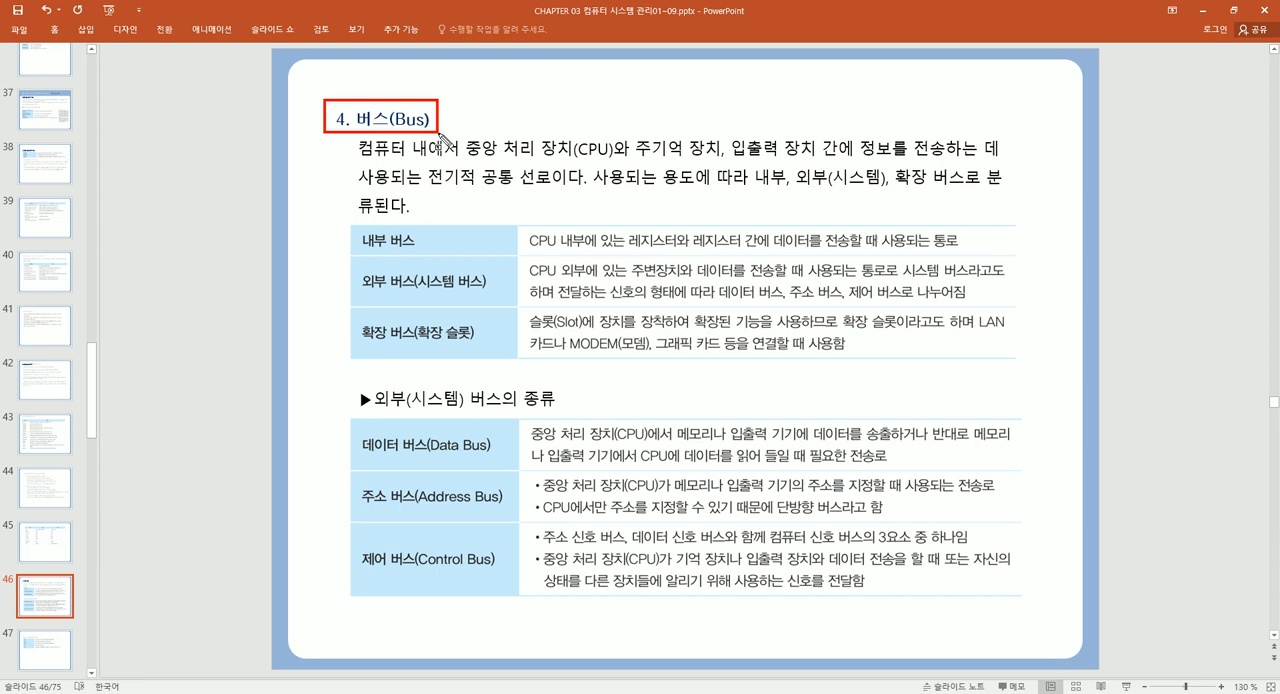 CHAPTER 03 컴퓨터 시스템 관리01~09.pptx - PowerPoint
파일 홈 삽입 디자인 전환 애니메이션 슬라이드 쇼 검토 보기 추가 기능 수행할 작업을 알려 주세요. 로그인 공유
37
38
39
40
41
42
43
44
45
46
47
4. 버스(Bus)
컴퓨터 내에서 중앙 처리 장치(CPU)와 주기억 장치, 입출력 장치 간에 정보를 전송하는 데
사용되는 전기적 공통 선로이다. 사용되는 용도에 따라 내부, 외부(시스템), 확장 버스로 분
류된다.
내부 버스 CPU 내부에 있는 레지스터와 레지스터 간에 데이터를 전송할 때 사용되는 통로
외부 버스(시스템 버스) CPU 외부에 있는 주변장치와 데이터를 전송할 때 사용되는 통로로 시스템 버스라고도
하며 전달하는 신호의 형태에 따라 데이터 버스, 주소 버스, 제어 버스로 나누어짐
확장 버스(확장 슬롯) 슬롯(Slot)에 장치를 장착하여 확장된 기능을 사용하므로 확장 슬롯이라고도 하며 LAN
카드나 MODEM(모뎀), 그래픽 카드 등을 연결할 때 사용함
▶외부(시스템) 버스의 종류
데이터 버스(Data Bus) 중앙 처리 장치(CPU)에서 메모리나 입출력 기기에 데이터를 송출하거나 반대로 메모리
나 입출력 기기에서 CPU에 데이터를 읽어 들일 때 필요한 전송로
주소 버스(Address Bus) • 중앙 처리 장치(CPU)가 메모리나 입출력 기기의 주소를 지정할 때 사용되는 전송로
• CPU에서만 주소를 지정할 수 있기 때문에 단방향 버스라고 함
제어 버스(Control Bus) • 주소 신호 버스, 데이터 신호 버스와 함께 컴퓨터 신호 버스의 3요소 중 하나임
• 중앙 처리 장치(CPU)가 기억 장치나 입출력 장치와 데이터 전송을 할 때 또는 자신의
상태를 다른 장치들에 알리기 위해 사용하는 신호를 전달함
슬라이드 46/75 한국어 슬라이드 노트 메모 130 %